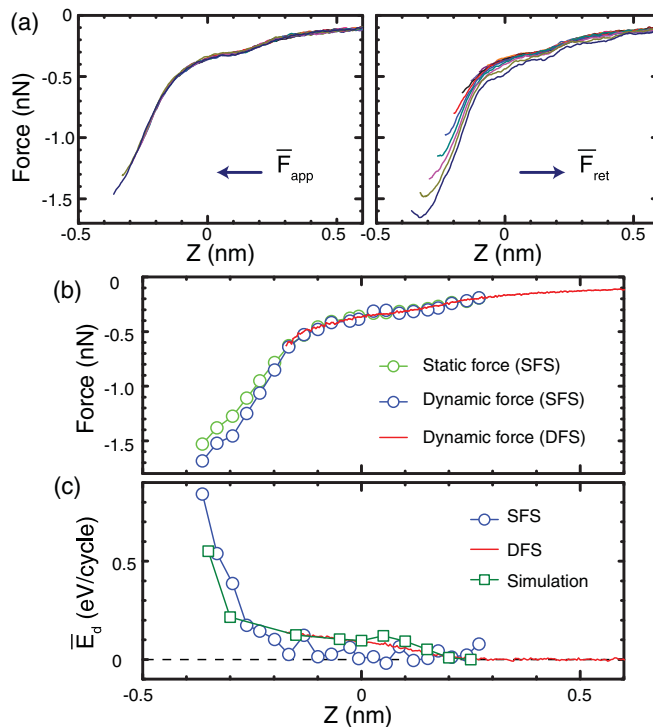 (a)
0
-0.5
-1.0
-1.5
Force (nN)
F̅app
F̅ret
-0.5
0
0.5
-0.5
0
0.5
Z (nm)
Z (nm)
(b)
0
-0.5
-1.0
-1.5
Force (nN)
Static force (SFS)
Dynamic force (SFS)
Dynamic force (DFS)
(c)
0.5
0
E̅d (eV/cycle)
SFS
DFS
Simulation
-0.5
0
0.5
Z (nm)